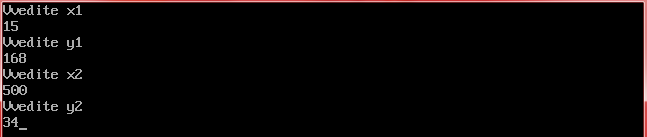 Vvedite x1
15
Vvedite y1
168
Vvedite x2
500
Vvedite y2
34_